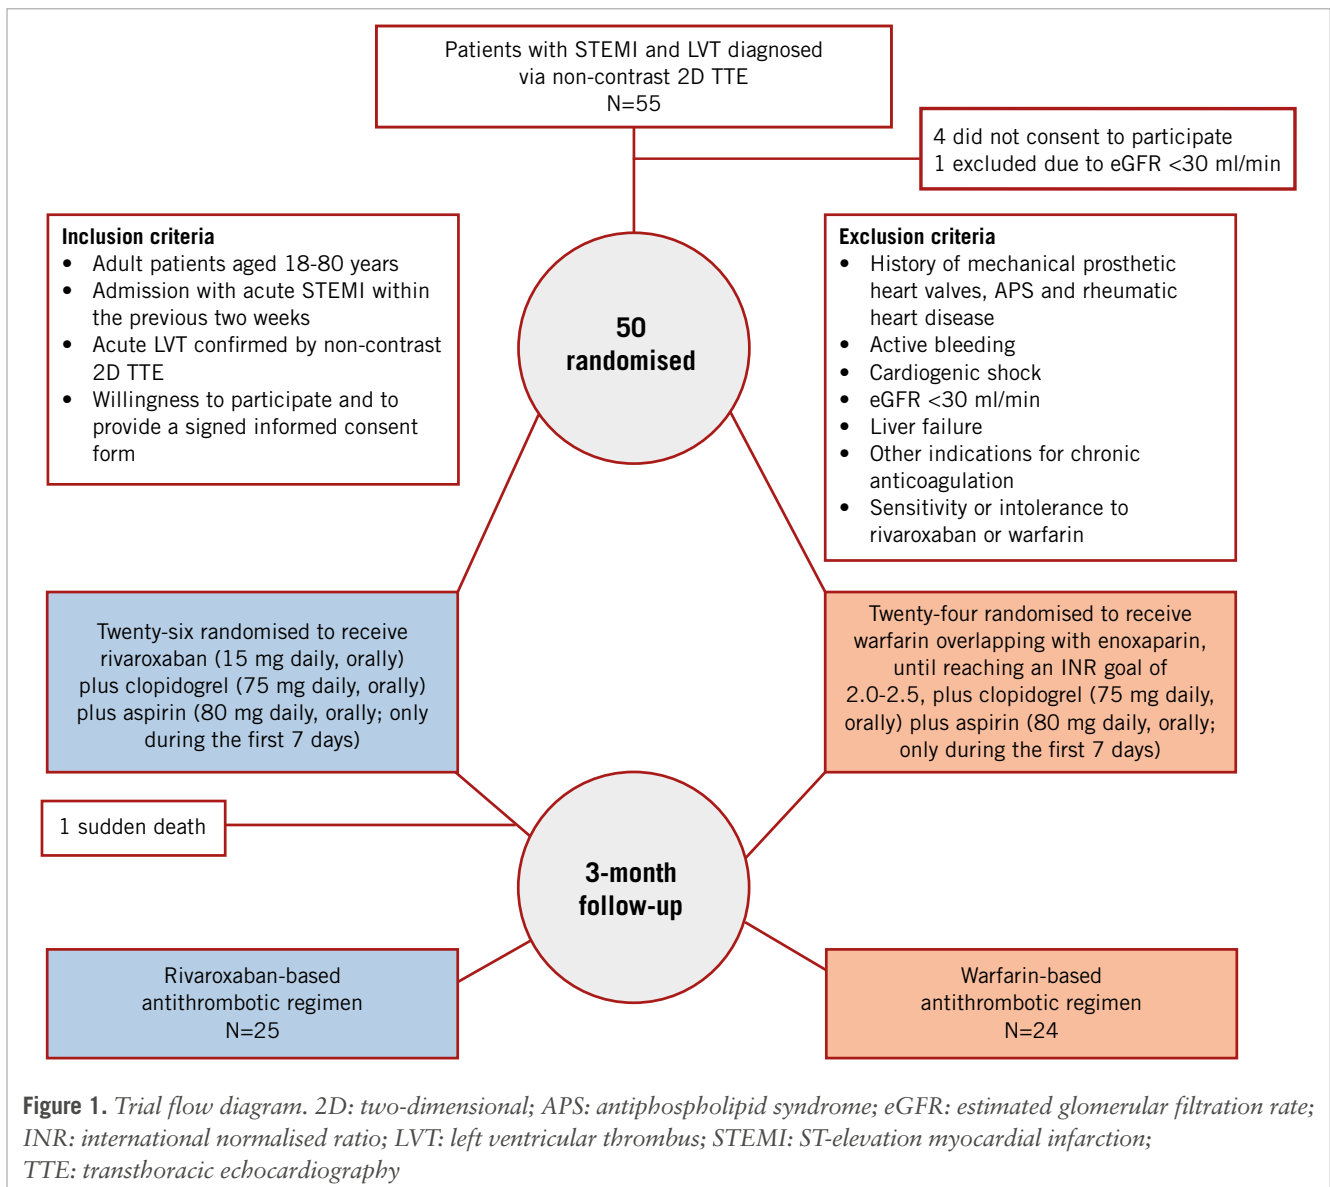 Patients with STEMI and LVT diagnosed
via non-contrast 2D TTE
N=55
4 did not consent to participate
1 excluded due to eGFR <30 ml/min
Inclusion criteria
• Adult patients aged 18-80 years
• Admission with acute STEMI within
the previous two weeks
• Acute LVT confirmed by non-contrast
2D TTE
• Willingness to participate and to
provide a signed informed consent
form
50
randomised
Exclusion criteria
• History of mechanical prosthetic
heart valves, APS and rheumatic
heart disease
• Active bleeding
• Cardiogenic shock
• eGFR <30 ml/min
• Liver failure
• Other indications for chronic
anticoagulation
• Sensitivity or intolerance to
rivaroxaban or warfarin
Twenty-six randomised to receive
rivaroxaban (15 mg daily, orally)
plus clopidogrel (75 mg daily, orally)
plus aspirin (80 mg daily, orally; only
during the first 7 days)
Twenty-four randomised to receive
warfarin overlapping with enoxaparin,
until reaching an INR goal of
2.0-2.5, plus clopidogrel (75 mg daily,
orally) plus aspirin (80 mg daily, orally;
only during the first 7 days)
1 sudden death
3-month
follow-up
Rivaroxaban-based
antithrombotic regimen
N=25
Warfarin-based
antithrombotic regimen
N=24
Figure 1. Trial flow diagram. 2D: two-dimensional; APS: antiphospholipid syndrome; eGFR: estimated glomerular filtration rate;
INR: international normalised ratio; LVT: left ventricular thrombus; STEMI: ST-elevation myocardial infarction;
TTE: transthoracic echocardiography